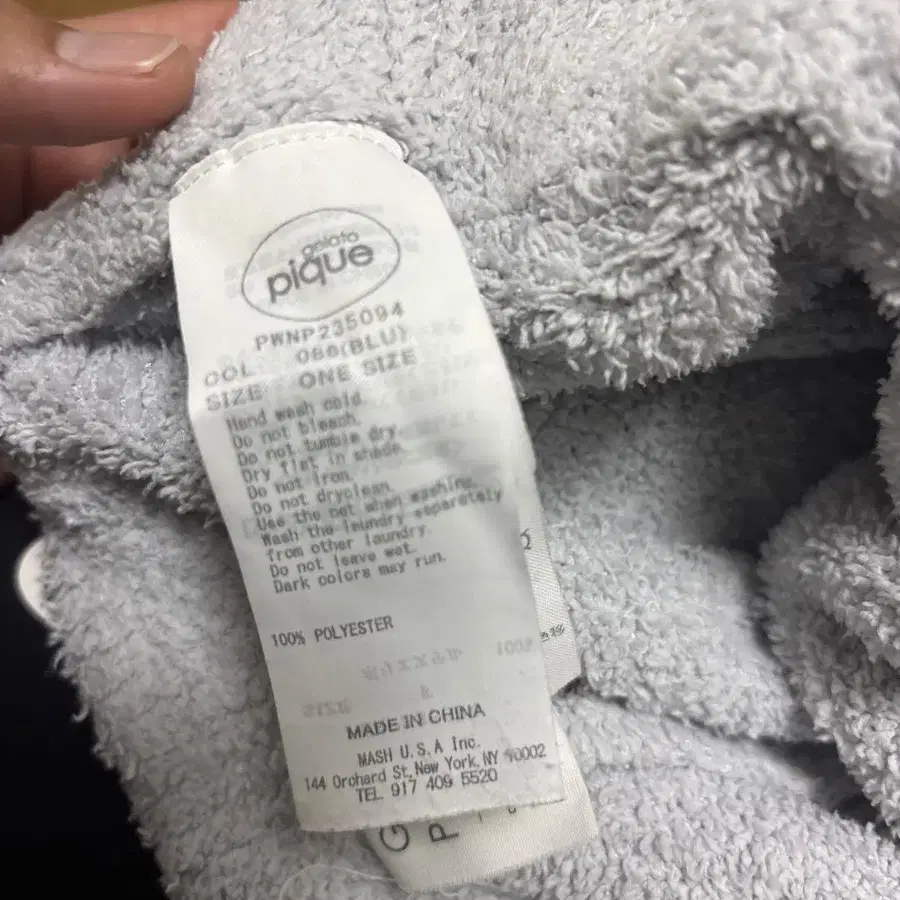 gelato
pique
PWNP235094
COL 086(BLU)
SIZE ONE SIZE
Hand wash cold.
Do not bleach.
Do not tumble dry.
Dry flat in shade.
Do not iron.
Do not dryclean.
Use the net when washing.
Wash the laundry separately
from other laundry.
Do not leave wet.
Dark colors may run.
100% POLYESTER
MADE IN CHINA
MASH U.S.A Inc.
144 Orchard St, New York, NY 10002
TEL 917 409 5520